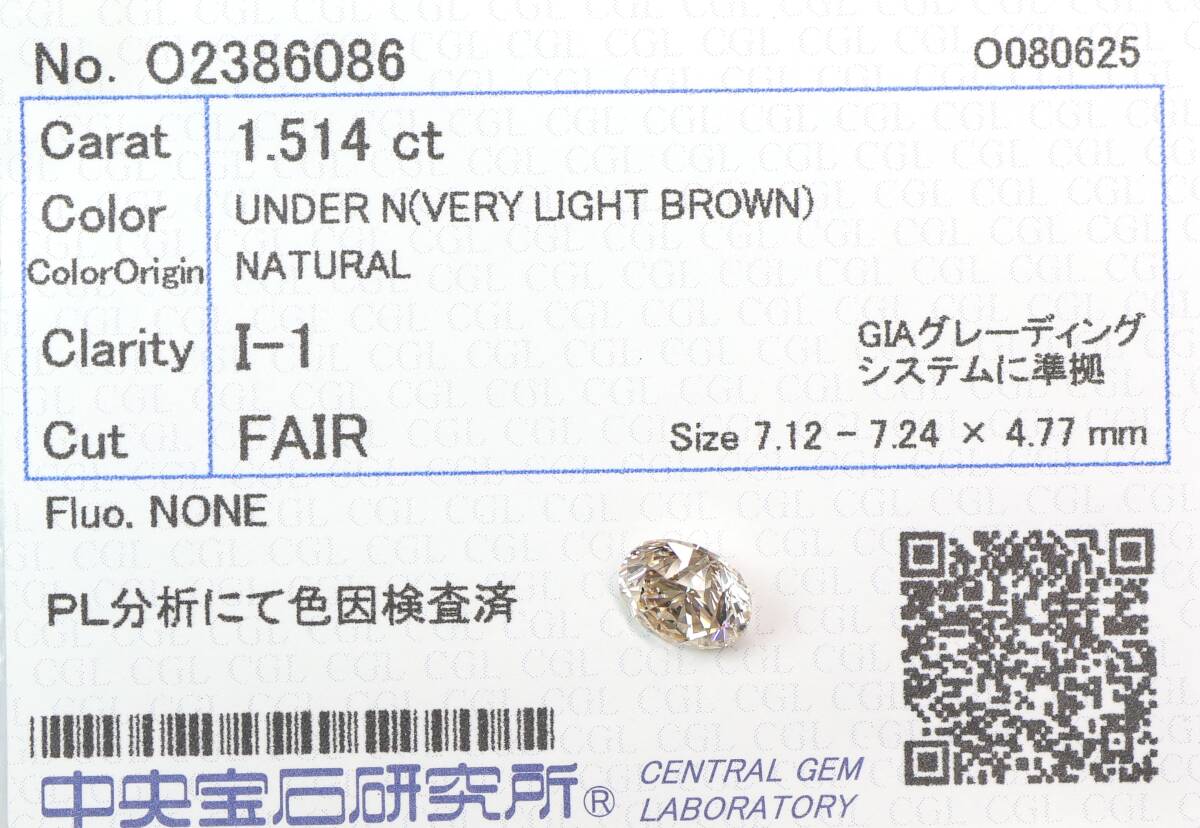 No. O2386086
O080625
Carat 1.514 ct
Color UNDER N(VERY LIGHT BROWN)
ColorOrigin NATURAL
Clarity I-1
GIAグレーディング
システムに準拠
Cut FAIR
Size 7.12 - 7.24 × 4.77 mm
Fluo. NONE
PL分析にて色因検査済
中央宝石研究所®
CENTRAL GEM
LABORATORY